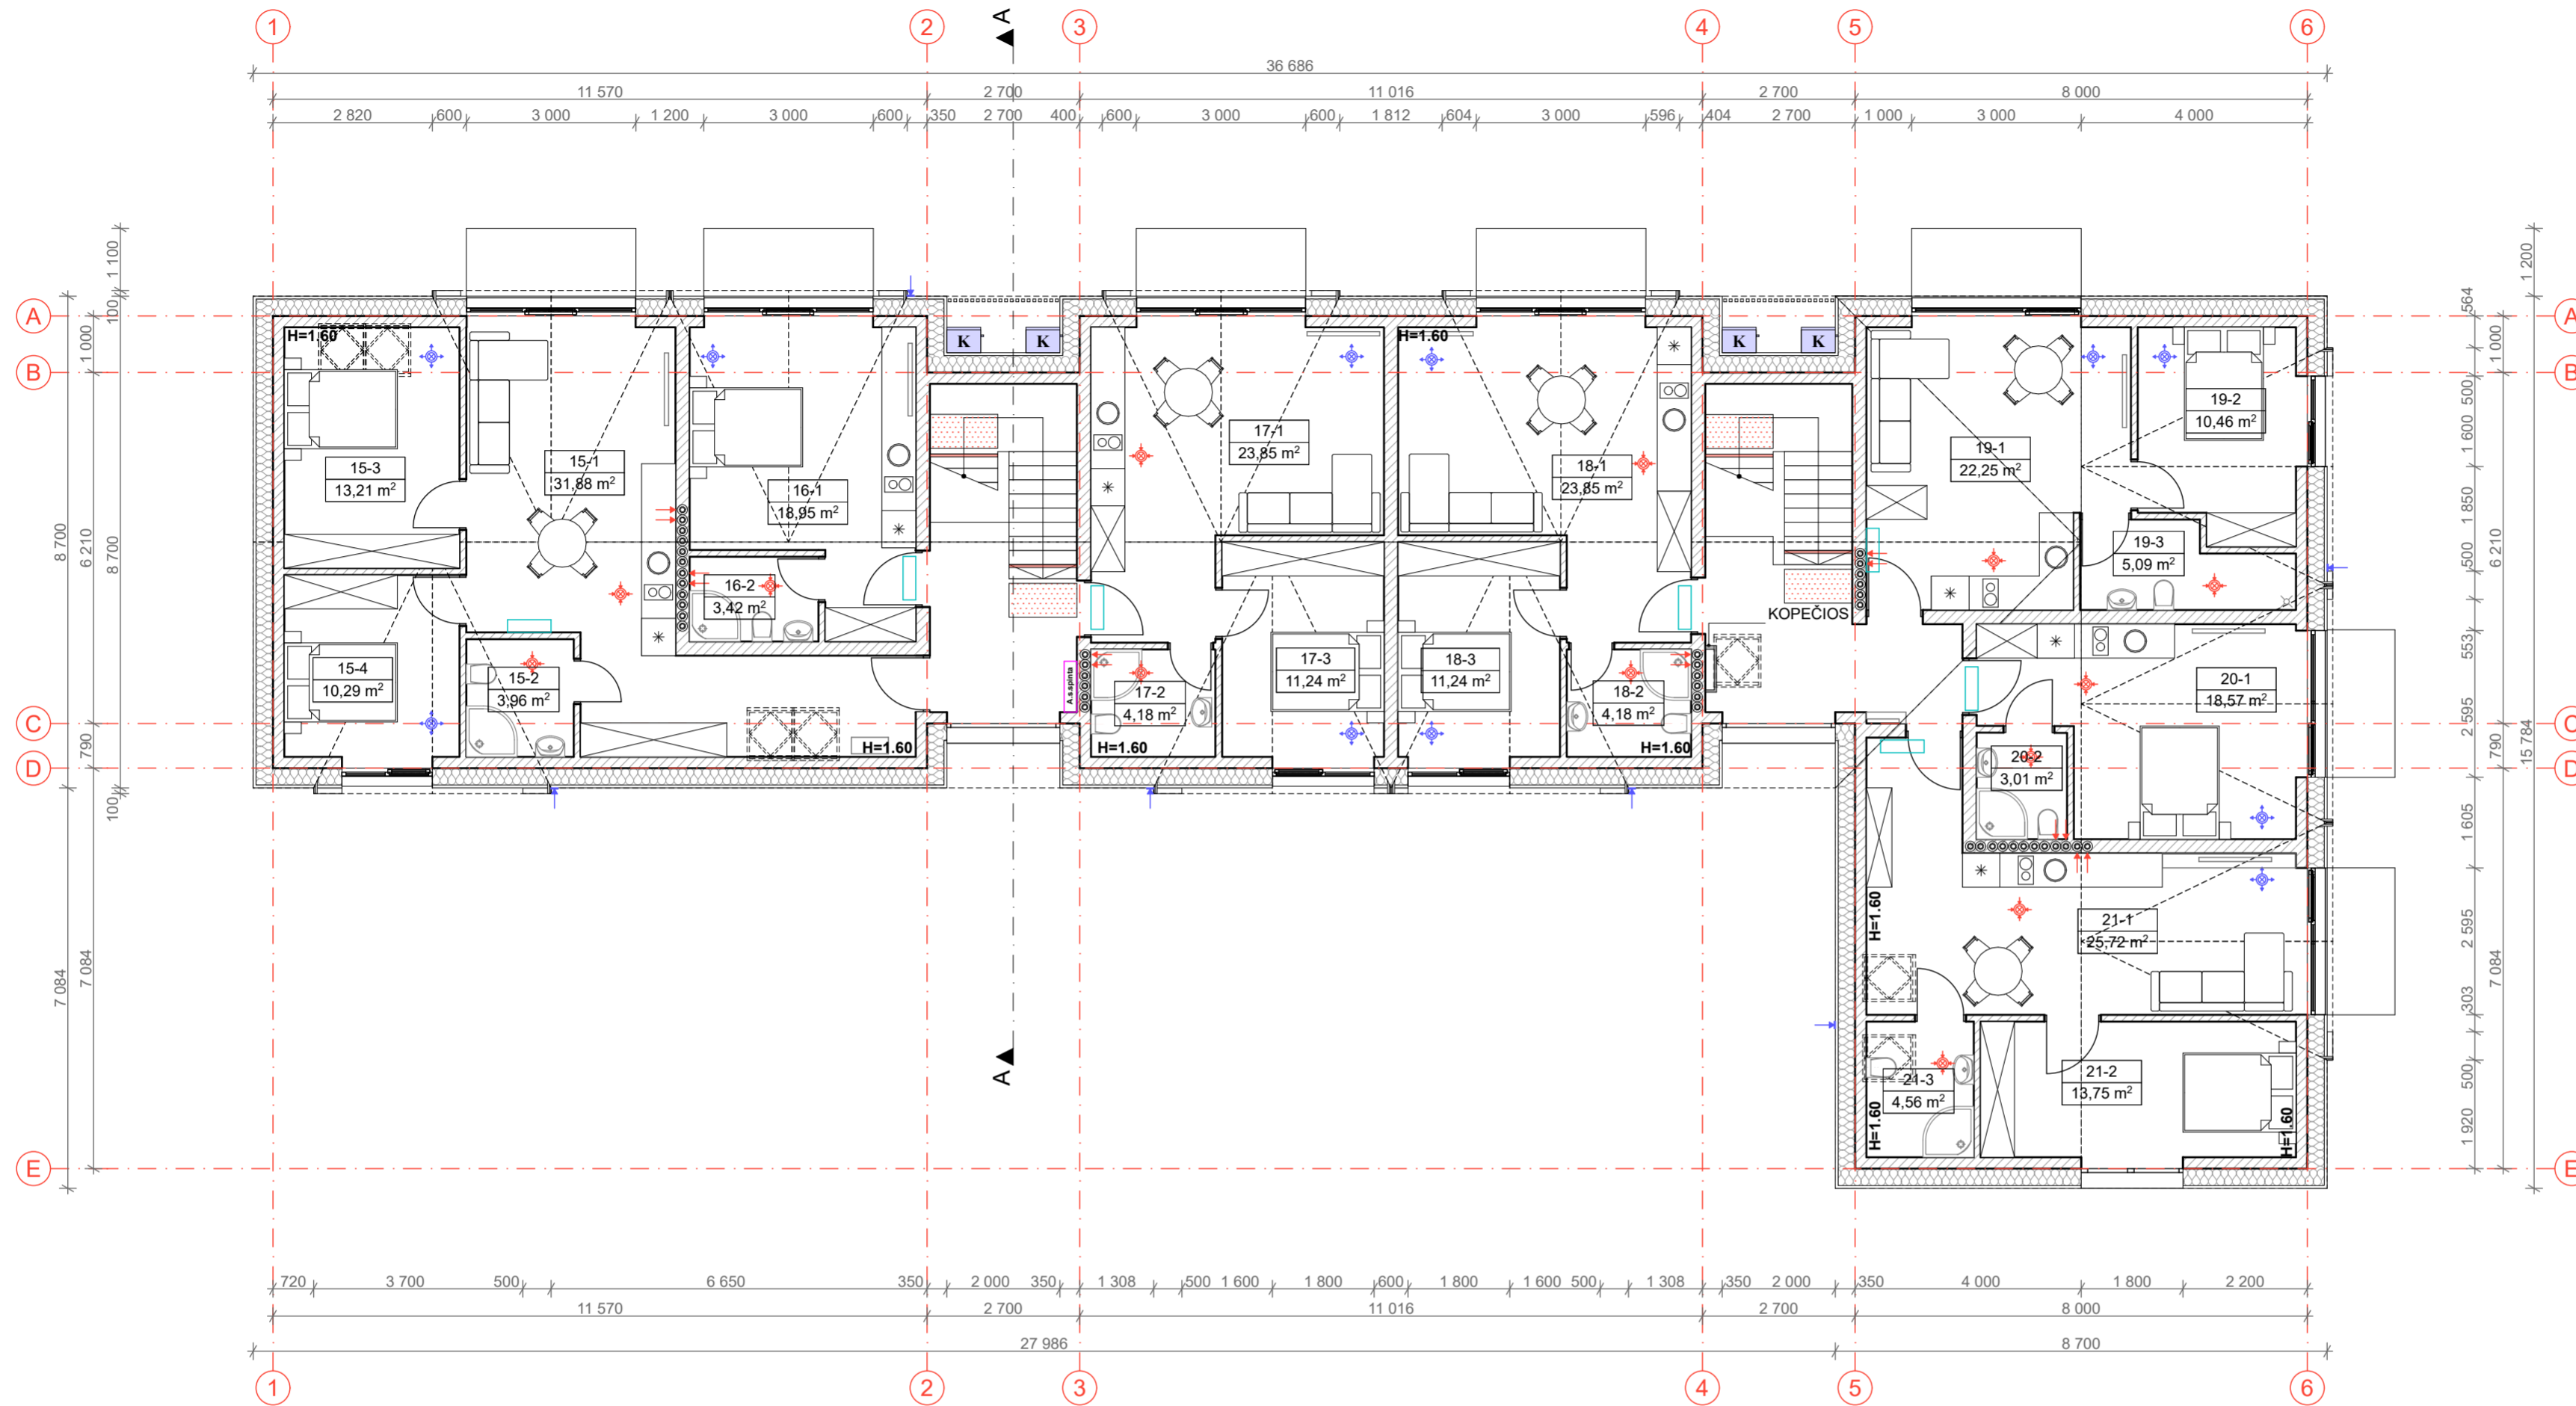 1 2 A 3 4 5 6
36 686
11 570 2 700 11 016 2 700 8 000
2 820 600 3 000 1 200 3 000 600 350 2 700 400 600 3 000 600 1 812 604 3 000 596 404 2 700 1 000 3 000 4 000
1 100
100
1 000
8 700
6 210
8 700
790
100
7 084
7 084
A
B
C
D
E
H=1.60
15-3
13,21 m²
15-1
31,88 m²
15-4
10,29 m²
15-2
3,96 m²
H=1.60
16-1
18,95 m²
16-2
3,42 m²
K K
A.s.spinta
17-1
23,85 m²
17-2
4,18 m²
H=1.60
17-3
11,24 m²
H=1.60
18-1
23,85 m²
18-3
11,24 m²
18-2
4,18 m²
H=1.60
K K
KOPEČIOS
19-1
22,25 m²
19-2
10,46 m²
19-3
5,09 m²
20-1
18,57 m²
20-2
3,01 m²
H=1.60
21-1
25,72 m²
21-3
4,56 m²
H=1.60
21-2
13,75 m²
H=1.60
A
B
C
D
E
1 200
564
1 000
500
1 600
1 850
500
6 210
553
2 595
790
15 784
1 605
2 595
7 084
303
500
1 920
A
720 3 700 500 6 650 350 2 000 350 1 308 500 1 600 1 800 600 1 800 1 600 500 1 308 350 2 000 350 4 000 1 800 2 200
11 570 2 700 11 016 2 700 8 000
27 986 8 700
1 2 3 4 5 6